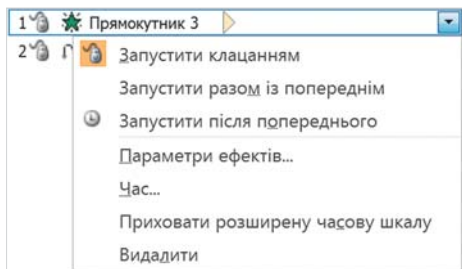 1 Прямокутник 3
2
Запустити клацанням
Запустити разом із попереднім
Запустити після попереднього
Параметри ефектів...
Час...
Приховати розширену часову шкалу
Видалити